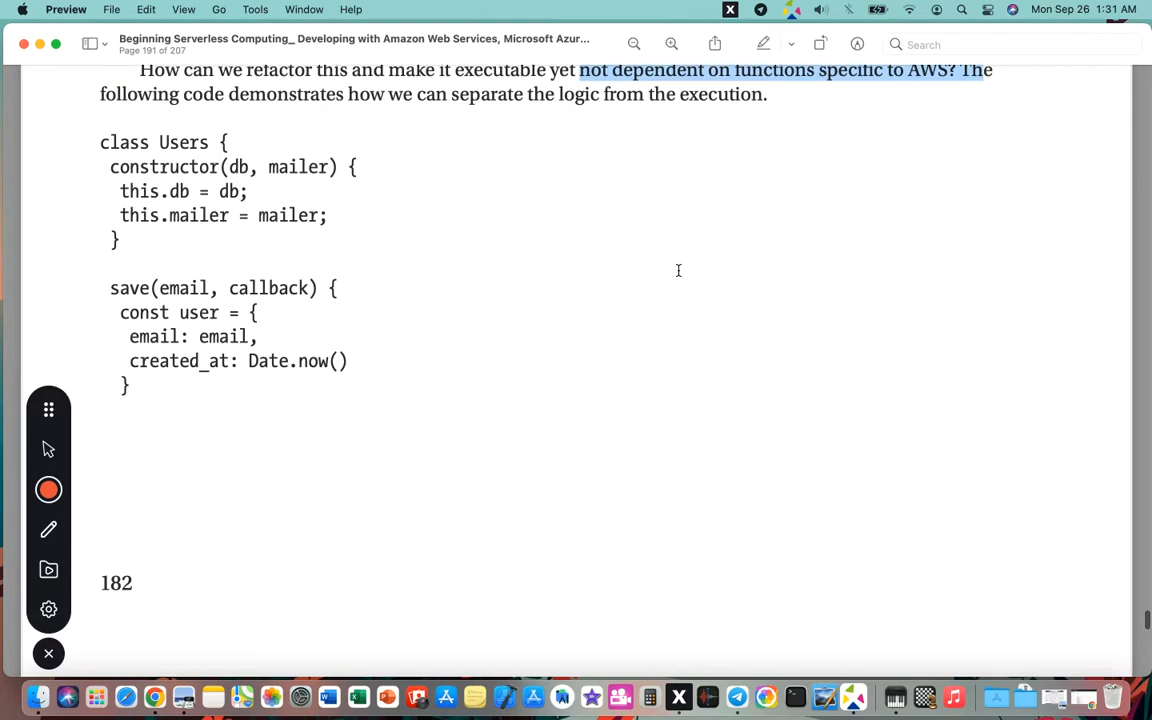 Preview File Edit View Go Tools Window Help Mon Sep 26 1:31 AM
Beginning Serverless Computing_ Developing with Amazon Web Services, Microsoft Azur...
Page 191 of 207
Search
How can we refactor this and make it executable yet not dependent on functions specific to AWS? The
following code demonstrates how we can separate the logic from the execution.
class Users {
constructor(db, mailer) {
this.db = db;
this.mailer = mailer;
}
save(email, callback) {
const user = {
email: email,
created_at: Date.now()
}
182